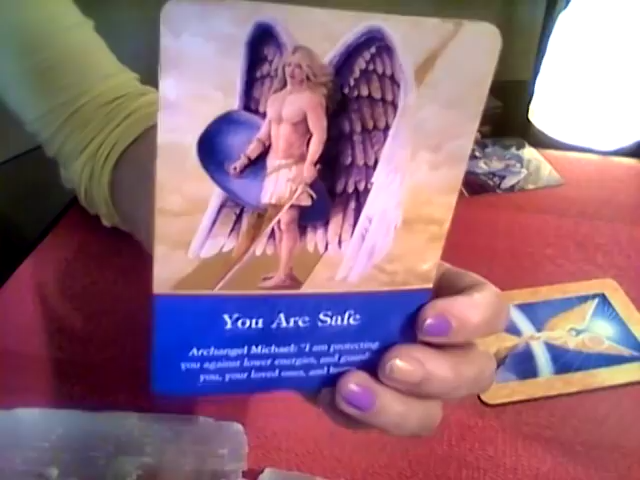 You Are Safe
Archangel Michael: "I am protecting
you against lower energies, and guard
you, your loved ones, and